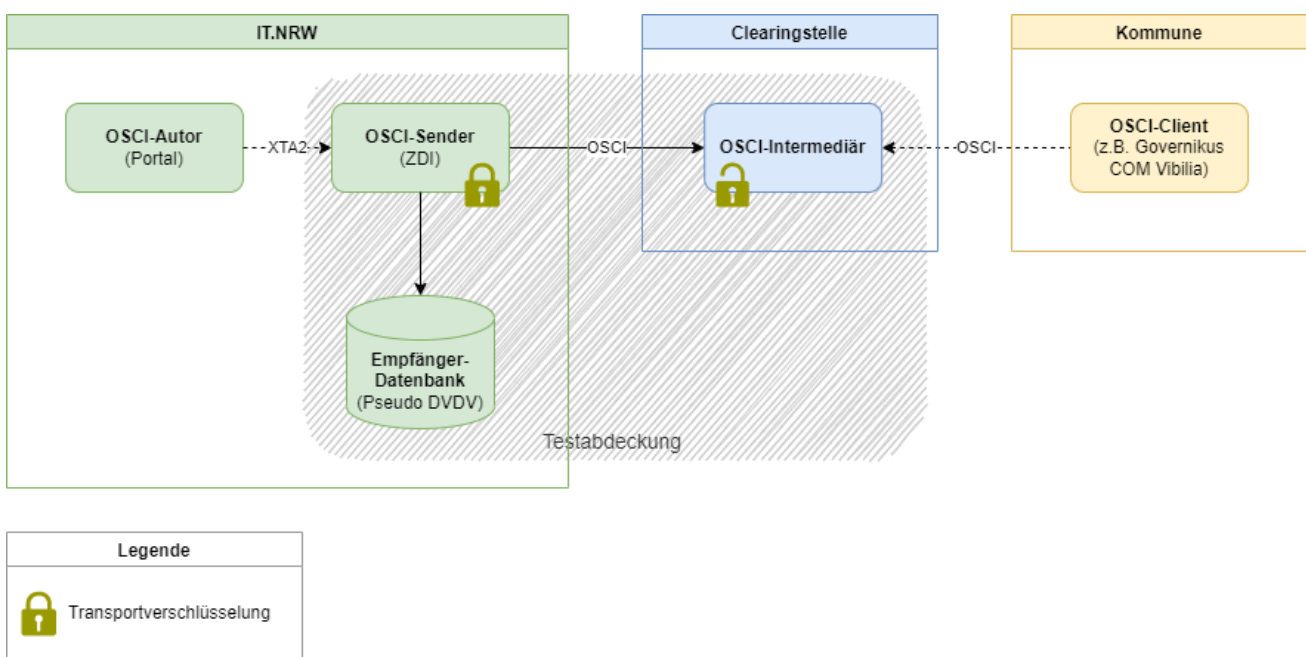 IT.NRW
Clearingstelle
Kommune
OSCI-Autor
(Portal)
XTA2
OSCI-Sender
(ZDI)
OSCI
OSCI-Intermediär
OSCI
OSCI-Client
(z.B. Governikus
COM Vibilia)
Empfänger-
Datenbank
(Pseudo DVDV)
Testabdeckung
Legende
Transportverschlüsselung